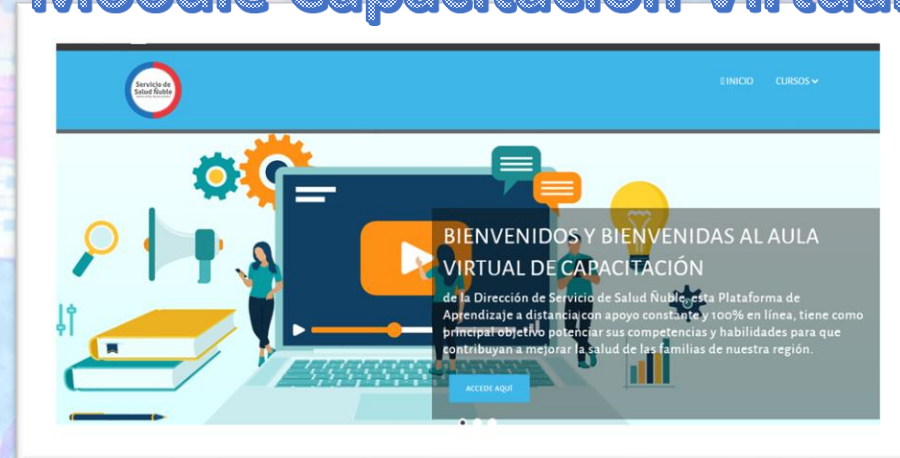 Moodle Capacitación Virtual
Servicio de
Salud Ñuble
INICIO CURSOS
BIENVENIDOS Y BIENVENIDAS AL AULA
VIRTUAL DE CAPACITACIÓN
de la Dirección de Servicio de Salud Ñuble, esta Plataforma de
Aprendizaje a distancia con apoyo constante y 100% en línea, tiene como
principal objetivo potenciar sus competencias y habilidades para que
contribuyan a mejorar la salud de las familias de nuestra región.
ACCEDE AQUÍ